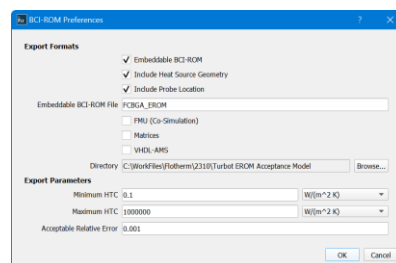 BCI-ROM Preferences
Export Formats
Embeddable BCI-ROM
Include Heat Source Geometry
Include Probe Location
Embeddable BCI-ROM File FCBGA_EROM
FMU (Co-Simulation)
Matrices
VHDL-AMS
Directory C:\WorkFiles\Flotherm\2310\Turbot EROM Acceptance Model Browse...
Export Parameters
Minimum HTC 0.1 W/(m^2 K)
Maximum HTC 1000000 W/(m^2 K)
Acceptable Relative Error 0.001
OK Cancel